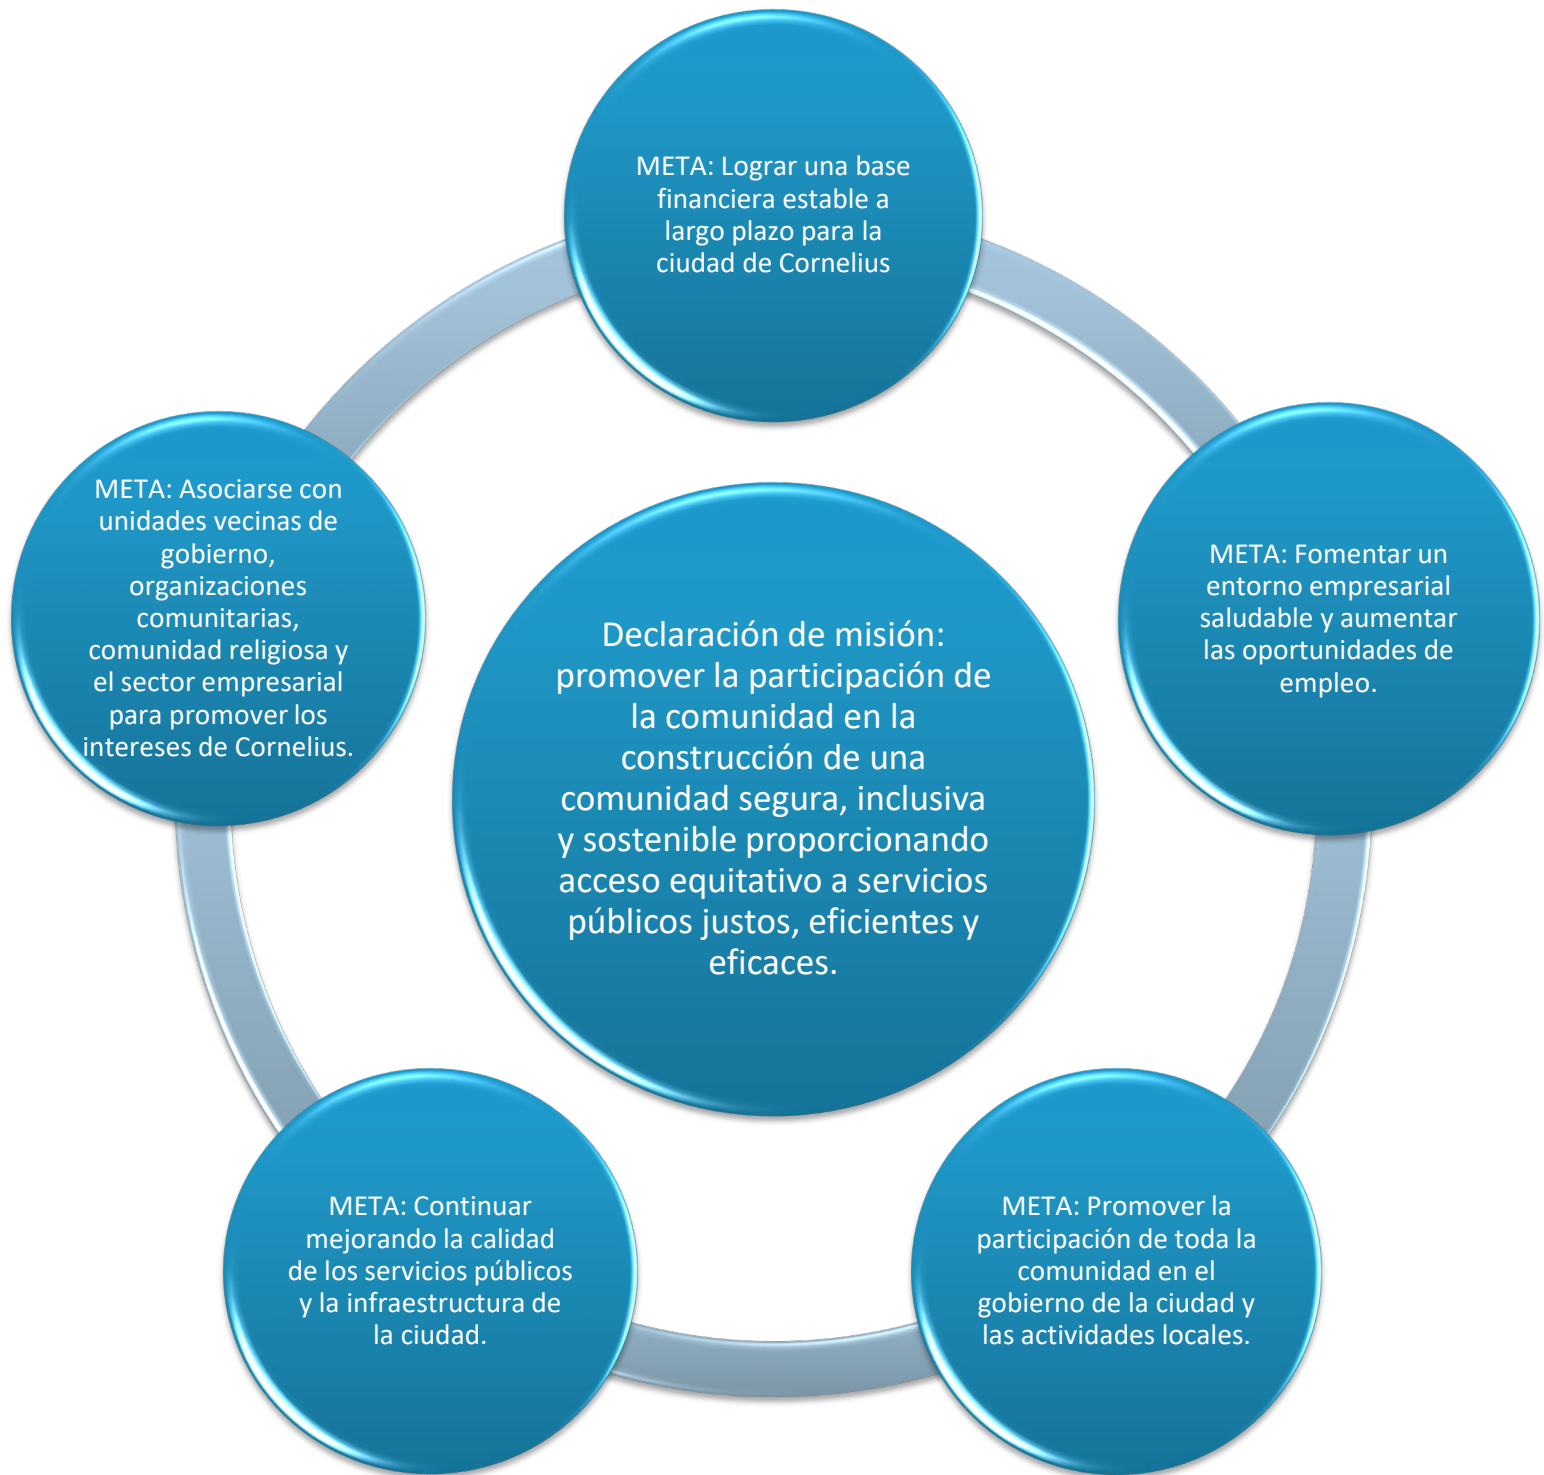 META: Lograr una base
financiera estable a
largo plazo para la
ciudad de Cornelius
META: Fomentar un
entorno empresarial
saludable y aumentar
las oportunidades de
empleo.
META: Promover la
participación de toda la
comunidad en el
gobierno de la ciudad y
las actividades locales.
META: Continuar
mejorando la calidad
de los servicios públicos
y la infraestructura de
la ciudad.
META: Asociarse con
unidades vecinas de
gobierno,
organizaciones
comunitarias,
comunidad religiosa y
el sector empresarial
para promover los
intereses de Cornelius.
Declaración de misión:
promover la participación de
la comunidad en la
construcción de una
comunidad segura, inclusiva
y sostenible proporcionando
acceso equitativo a servicios
públicos justos, eficientes y
eficaces.